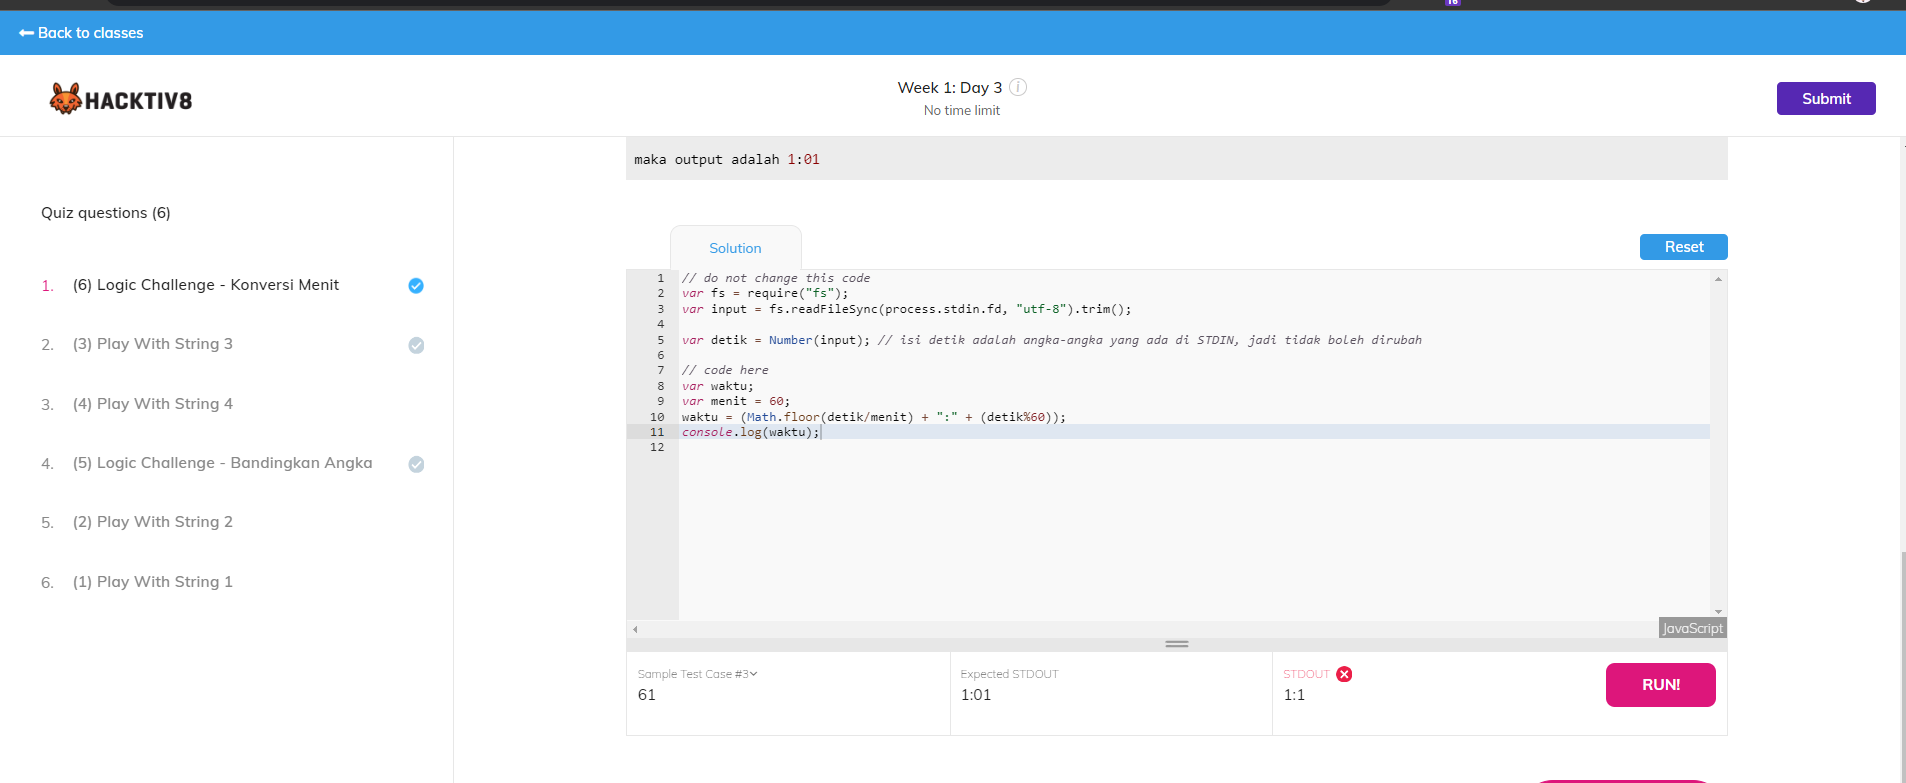 16
Back to classes
HACKTIV8
Week 1: Day 3 i
No time limit
Submit
maka output adalah 1:01
Quiz questions (6)
1. (6) Logic Challenge - Konversi Menit
2. (3) Play With String 3
3. (4) Play With String 4
4. (5) Logic Challenge - Bandingkan Angka
5. (2) Play With String 2
6. (1) Play With String 1
Solution
Reset
1 // do not change this code
2 var fs = require("fs");
3 var input = fs.readFileSync(process.stdin.fd, "utf-8").trim();
4
5 var detik = Number(input); // isi detik adalah angka-angka yang ada di STDIN, jadi tidak boleh dirubah
6
7 // code here
8 var waktu;
9 var menit = 60;
10 waktu = (Math.floor(detik/menit) + ":" + (detik%60));
11 console.log(waktu);
12
JavaScript
Sample Test Case #3
61
Expected STDOUT
1:01
STDOUT
1:1
RUN!